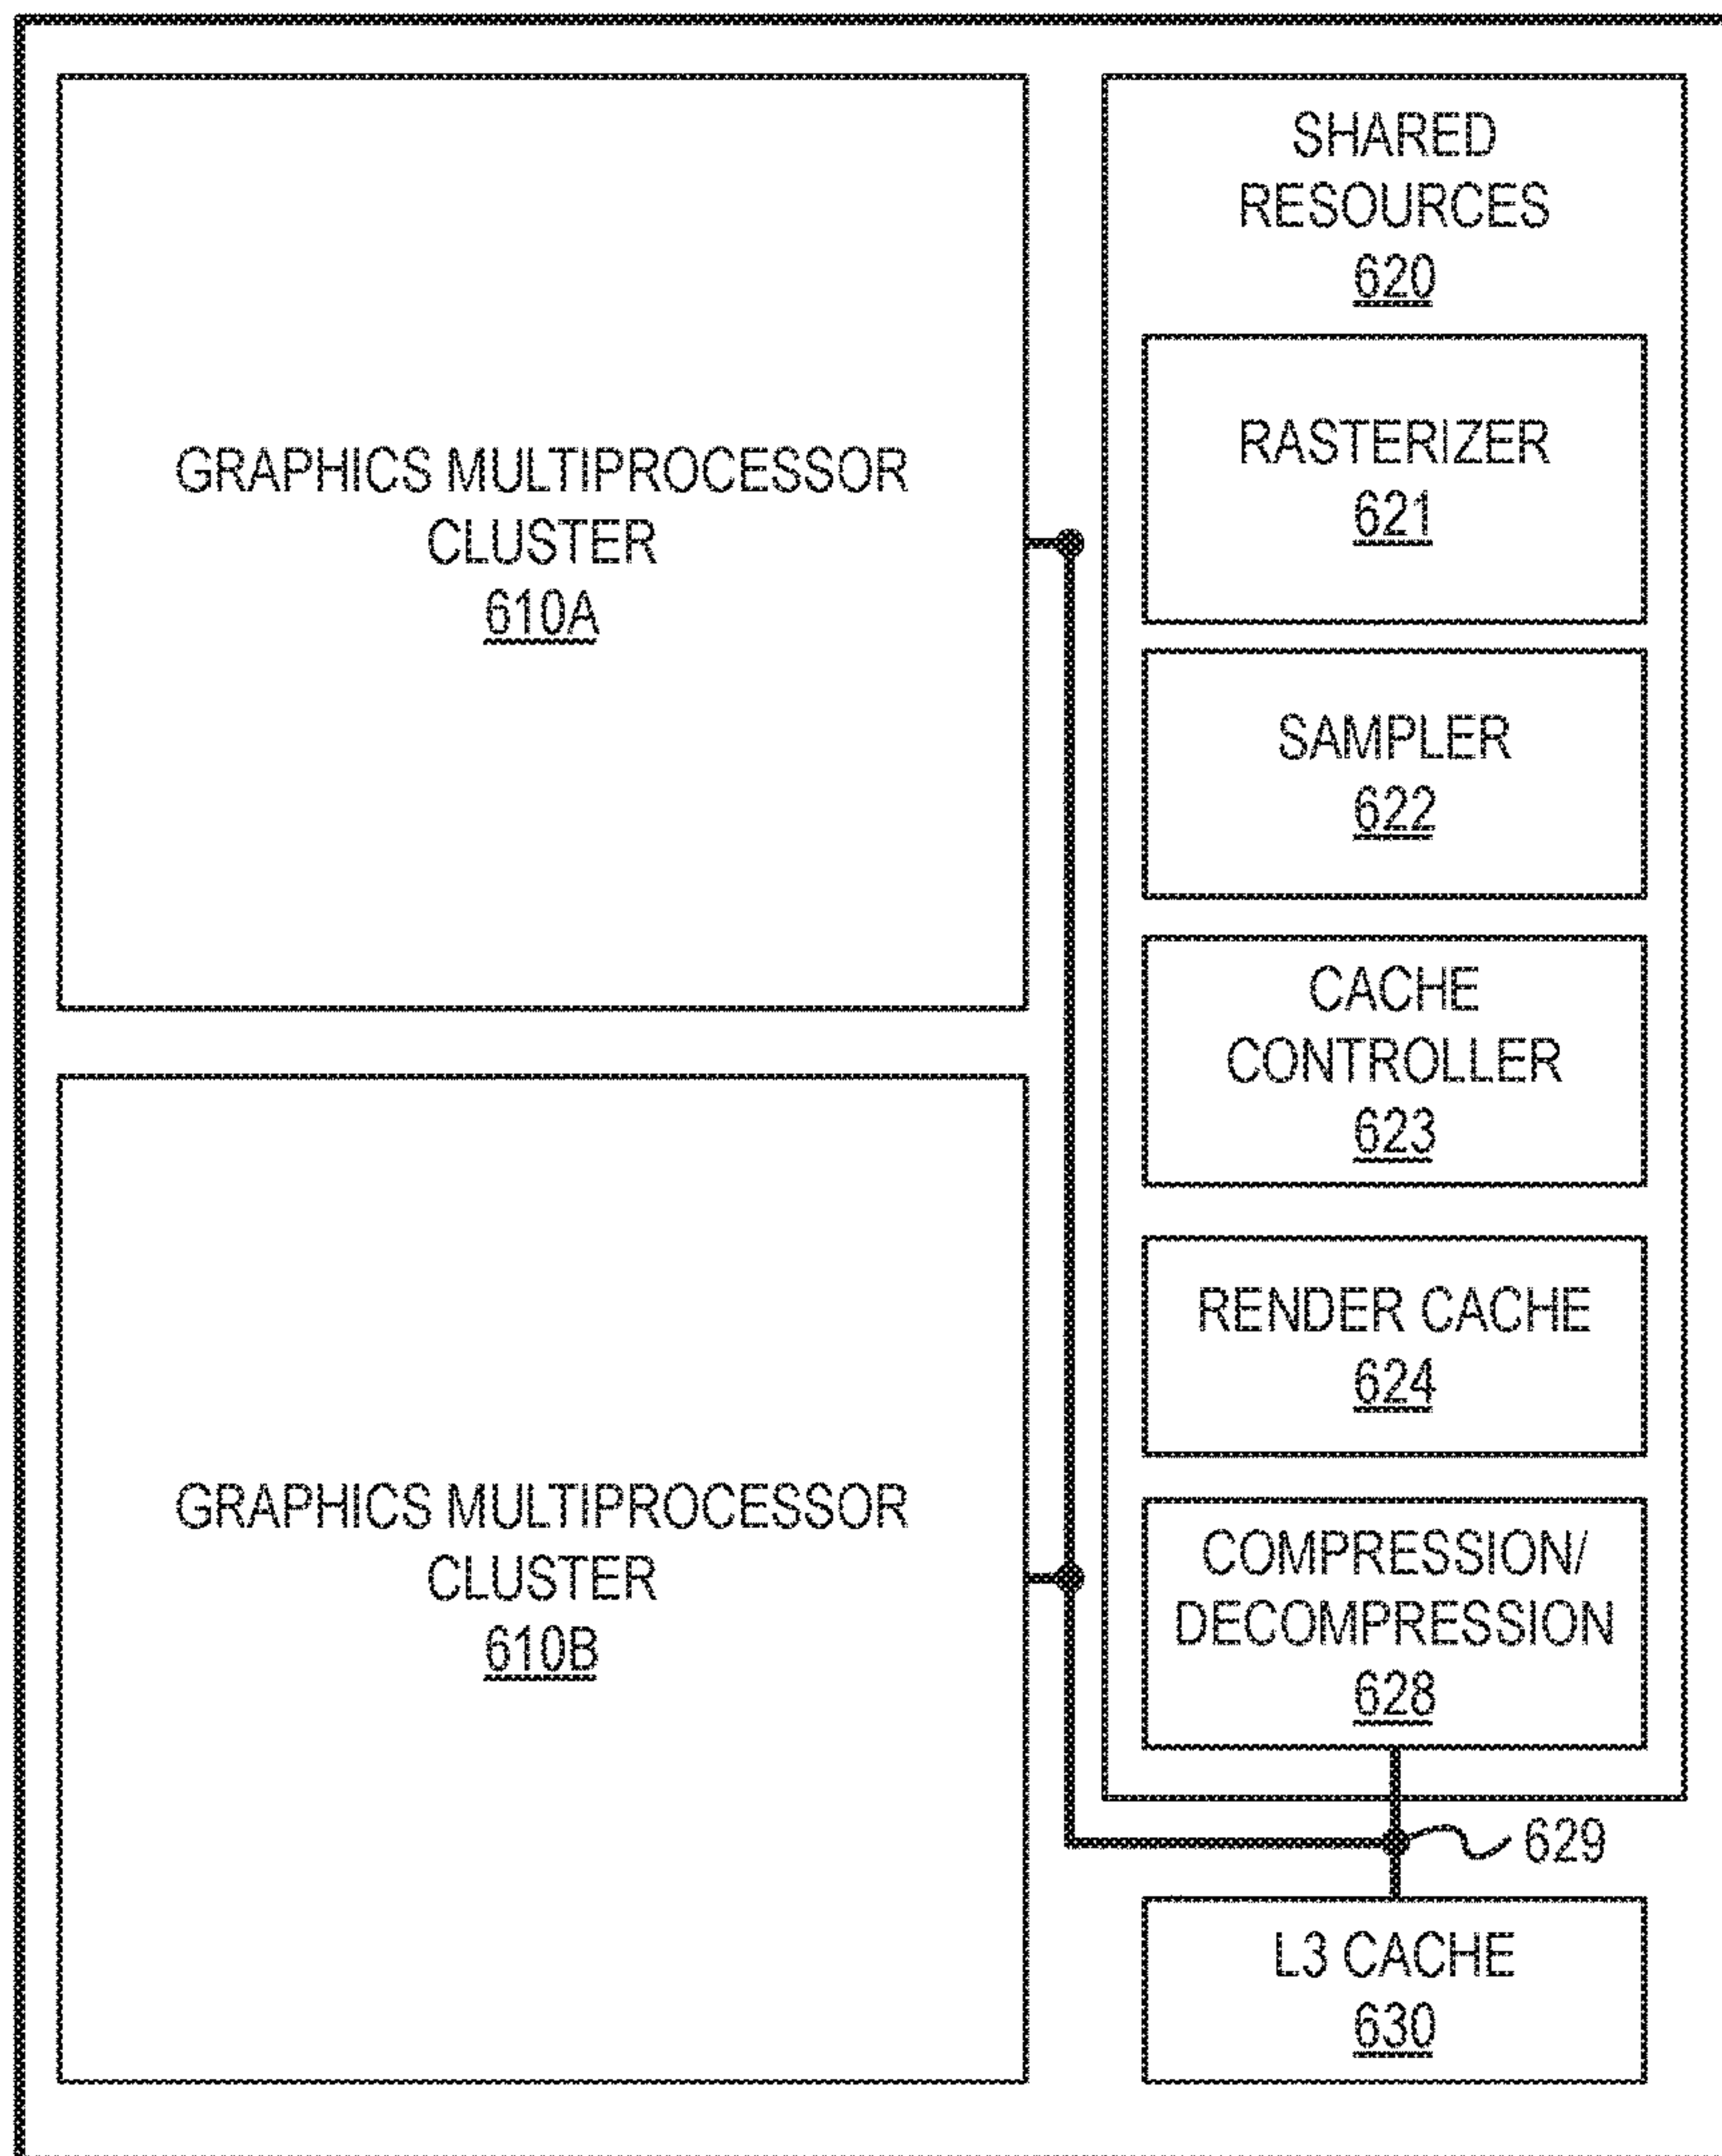 GRAPHICS MULTIPROCESSOR
CLUSTER
610A
GRAPHICS MULTIPROCESSOR
CLUSTER
610B
SHARED
RESOURCES
620
RASTERIZER
621
SAMPLER
622
CACHE
CONTROLLER
623
RENDER CACHE
624
COMPRESSION/
DECOMPRESSION
628
629
L3 CACHE
630